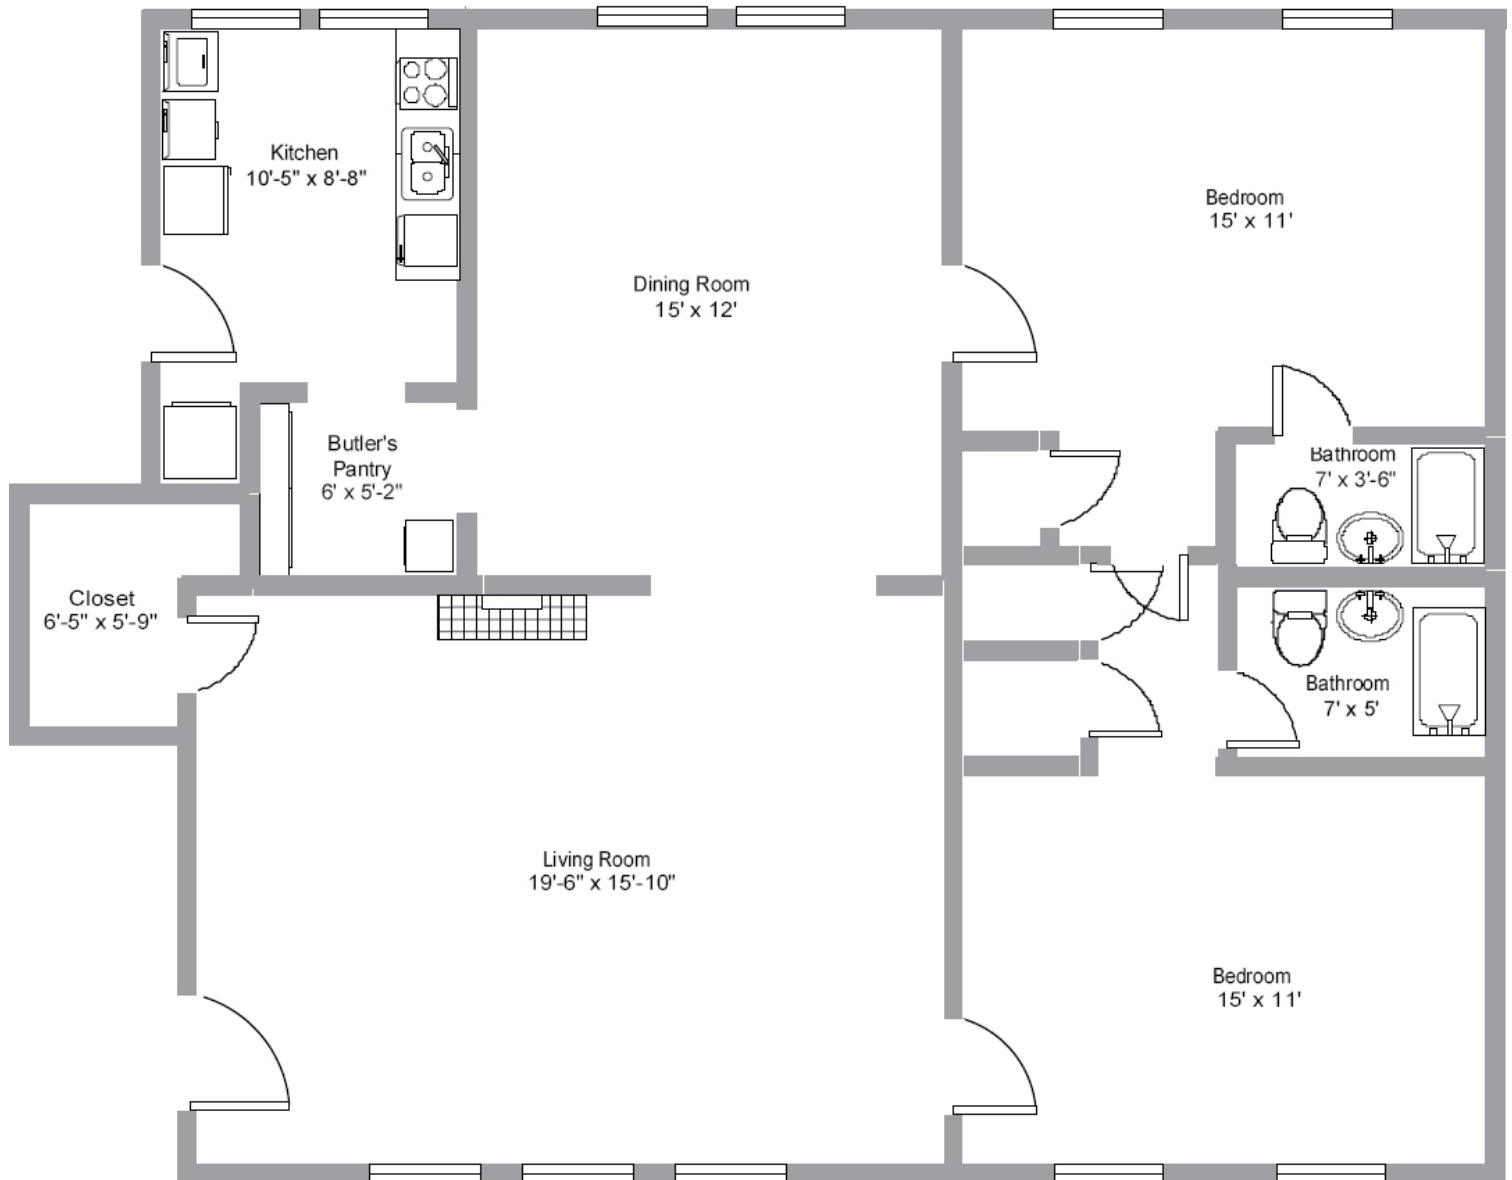 Kitchen
10'-5" x 8'-8"
Bedroom
15' x 11'
Dining Room
15' x 12'
Butler's
Pantry
6' x 5'-2"
Bathroom
7' x 3'-6"
Closet
6'-5" x 5'-9"
Bathroom
7' x 5'
Living Room
19'-6" x 15'-10"
Bedroom
15' x 11'